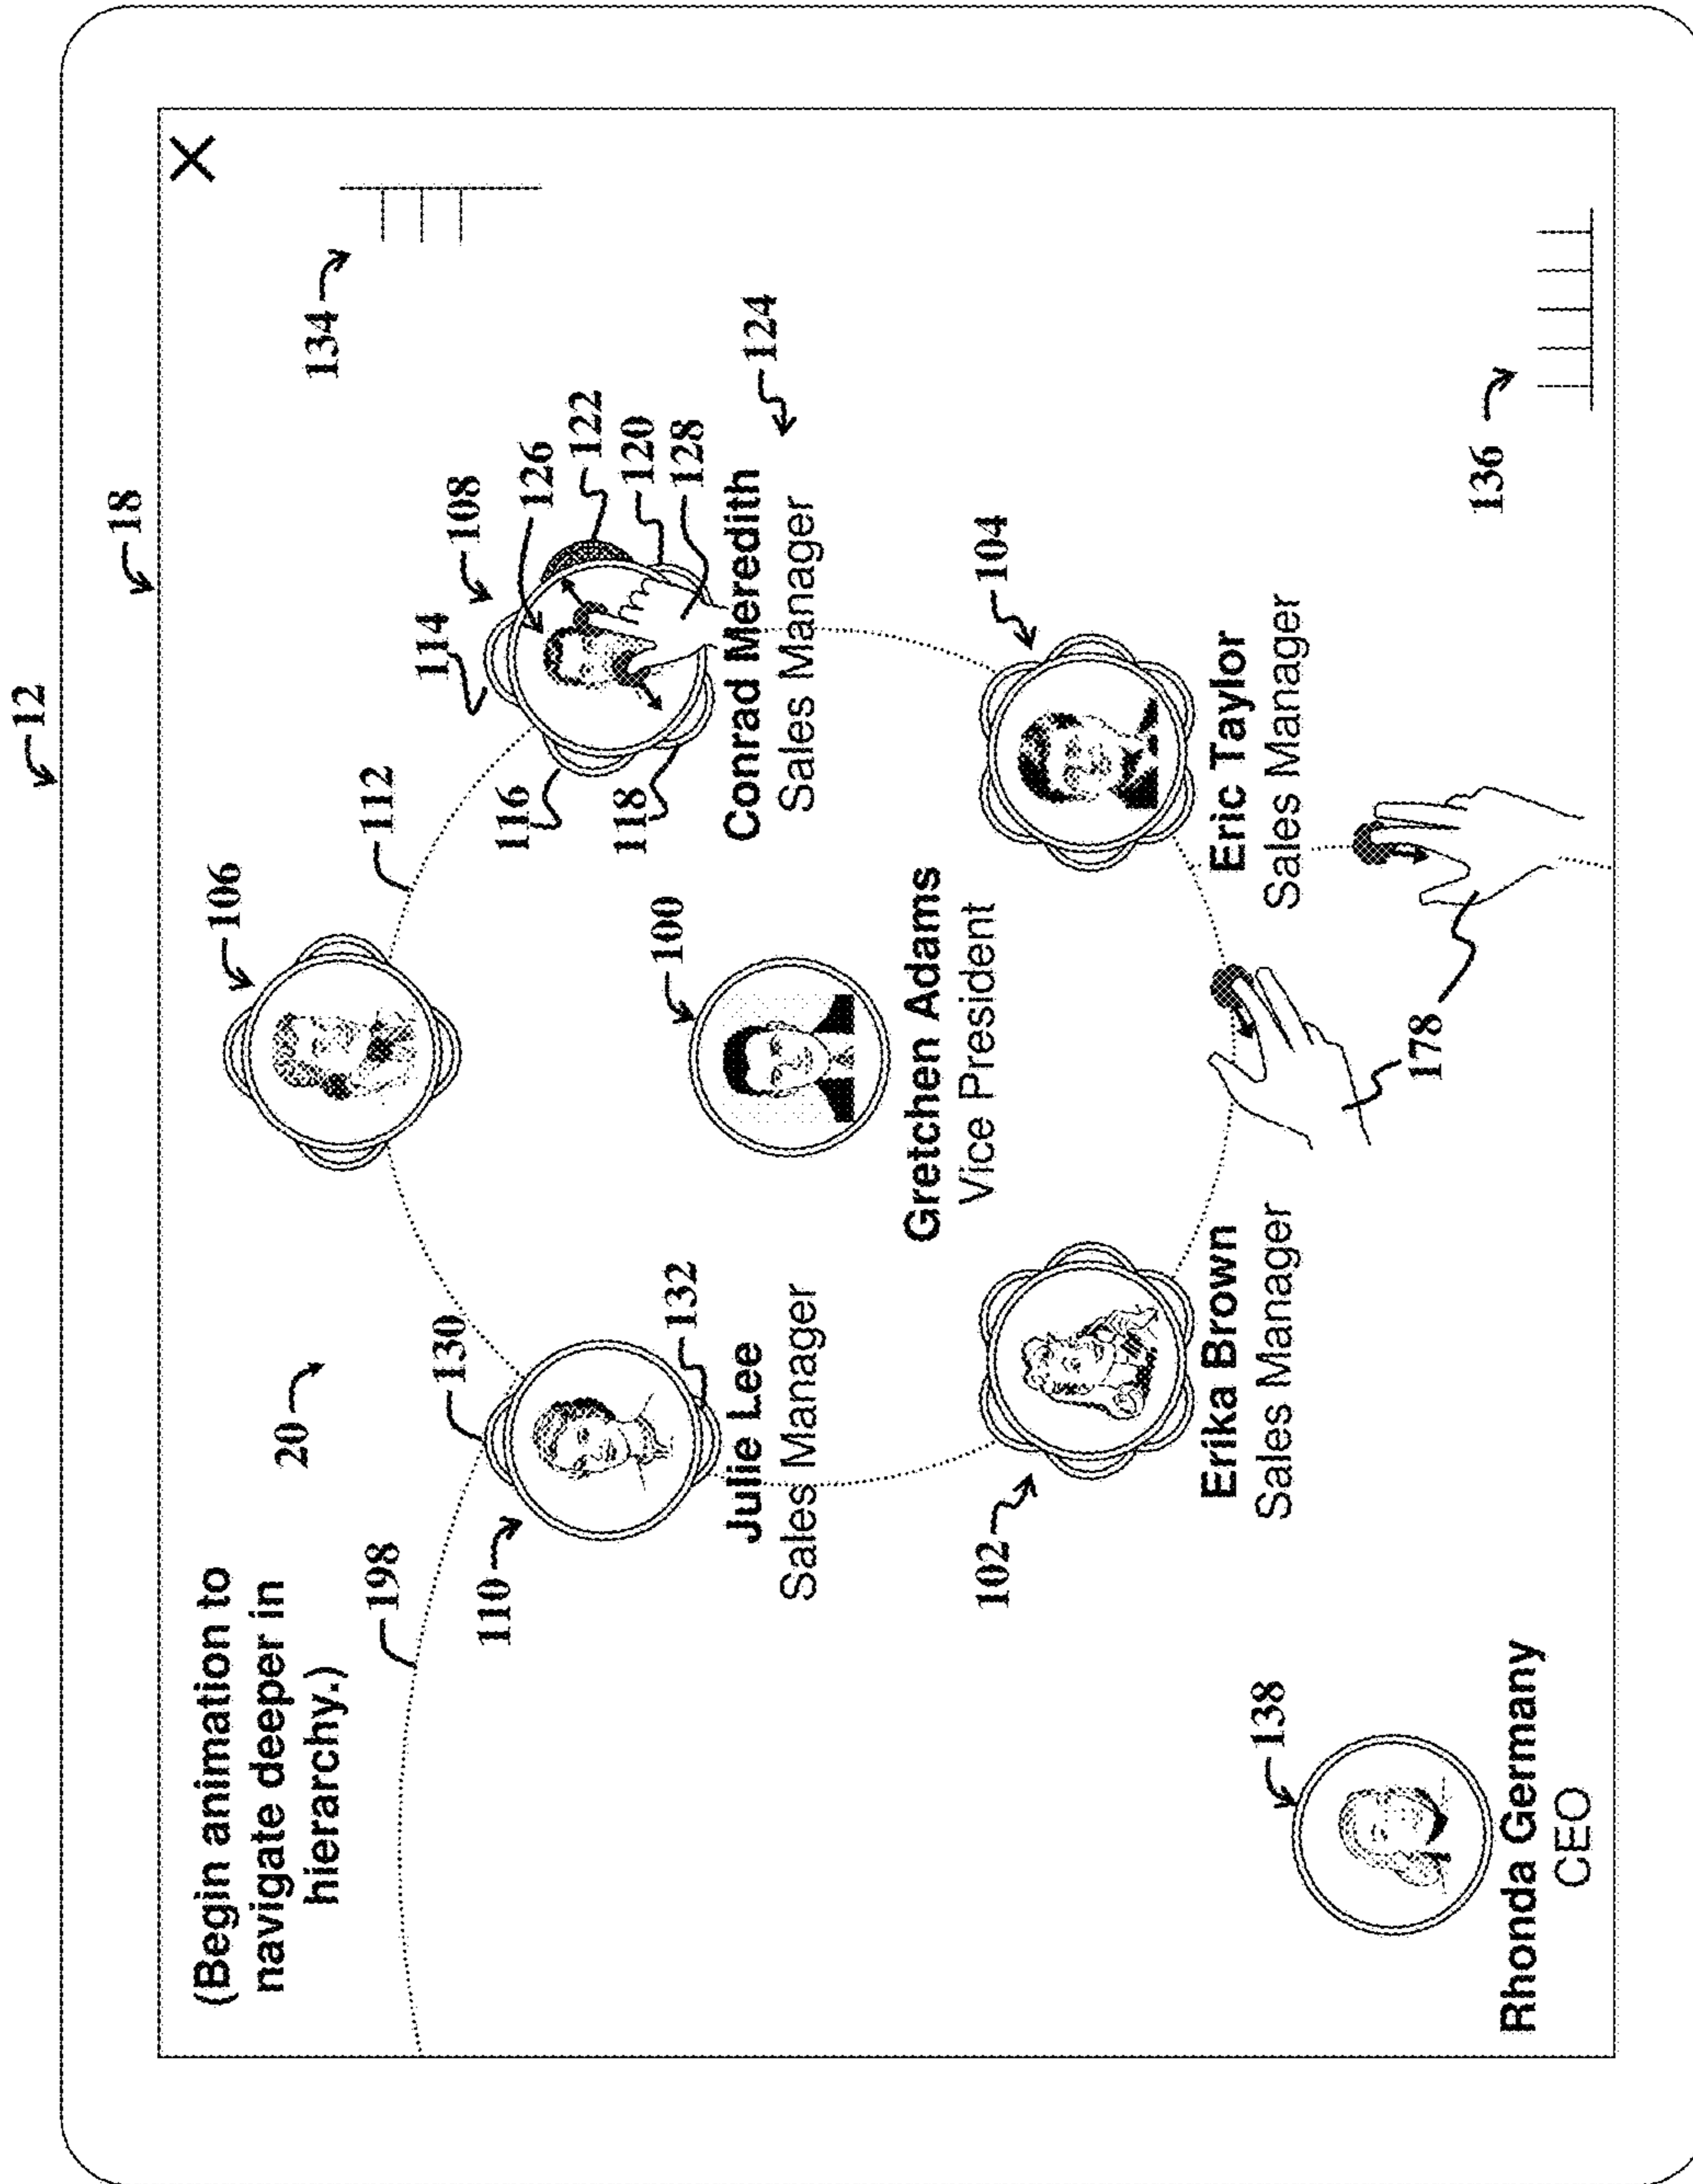 12
18
(Begin animation to
navigate deeper in
hierarchy.)
X
20
198
106
112
134
130
110
132
Julie Lee
Sales Manager
114
108
126
122
120
128
116
118
124
Conrad Meredith
Sales Manager
100
Gretchen Adams
Vice President
102
104
Erika Brown
Sales Manager
Eric Taylor
Sales Manager
138
178
136
Rhonda Germany
CEO